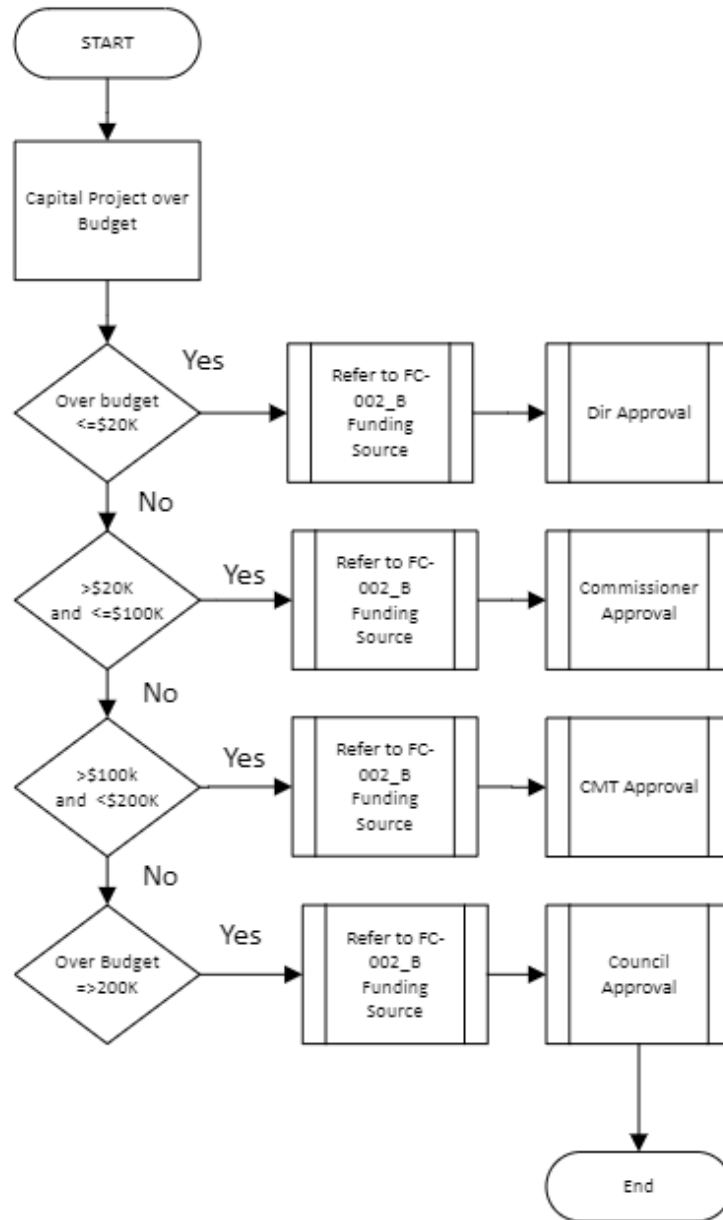 START
Capital Project over
Budget
Over budget
<=$20K
Yes
Refer to FC-
002_B
Funding
Source
Dir Approval
No
>$20K
and <=$100K
Yes
Refer to FC-
002_B
Funding
Source
Commissioner
Approval
No
>$100k
and <$200K
Yes
Refer to FC-
002_B
Funding
Source
CMT Approval
No
Over Budget
=>200K
Yes
Refer to FC-
002_B
Funding
Source
Council
Approval
End